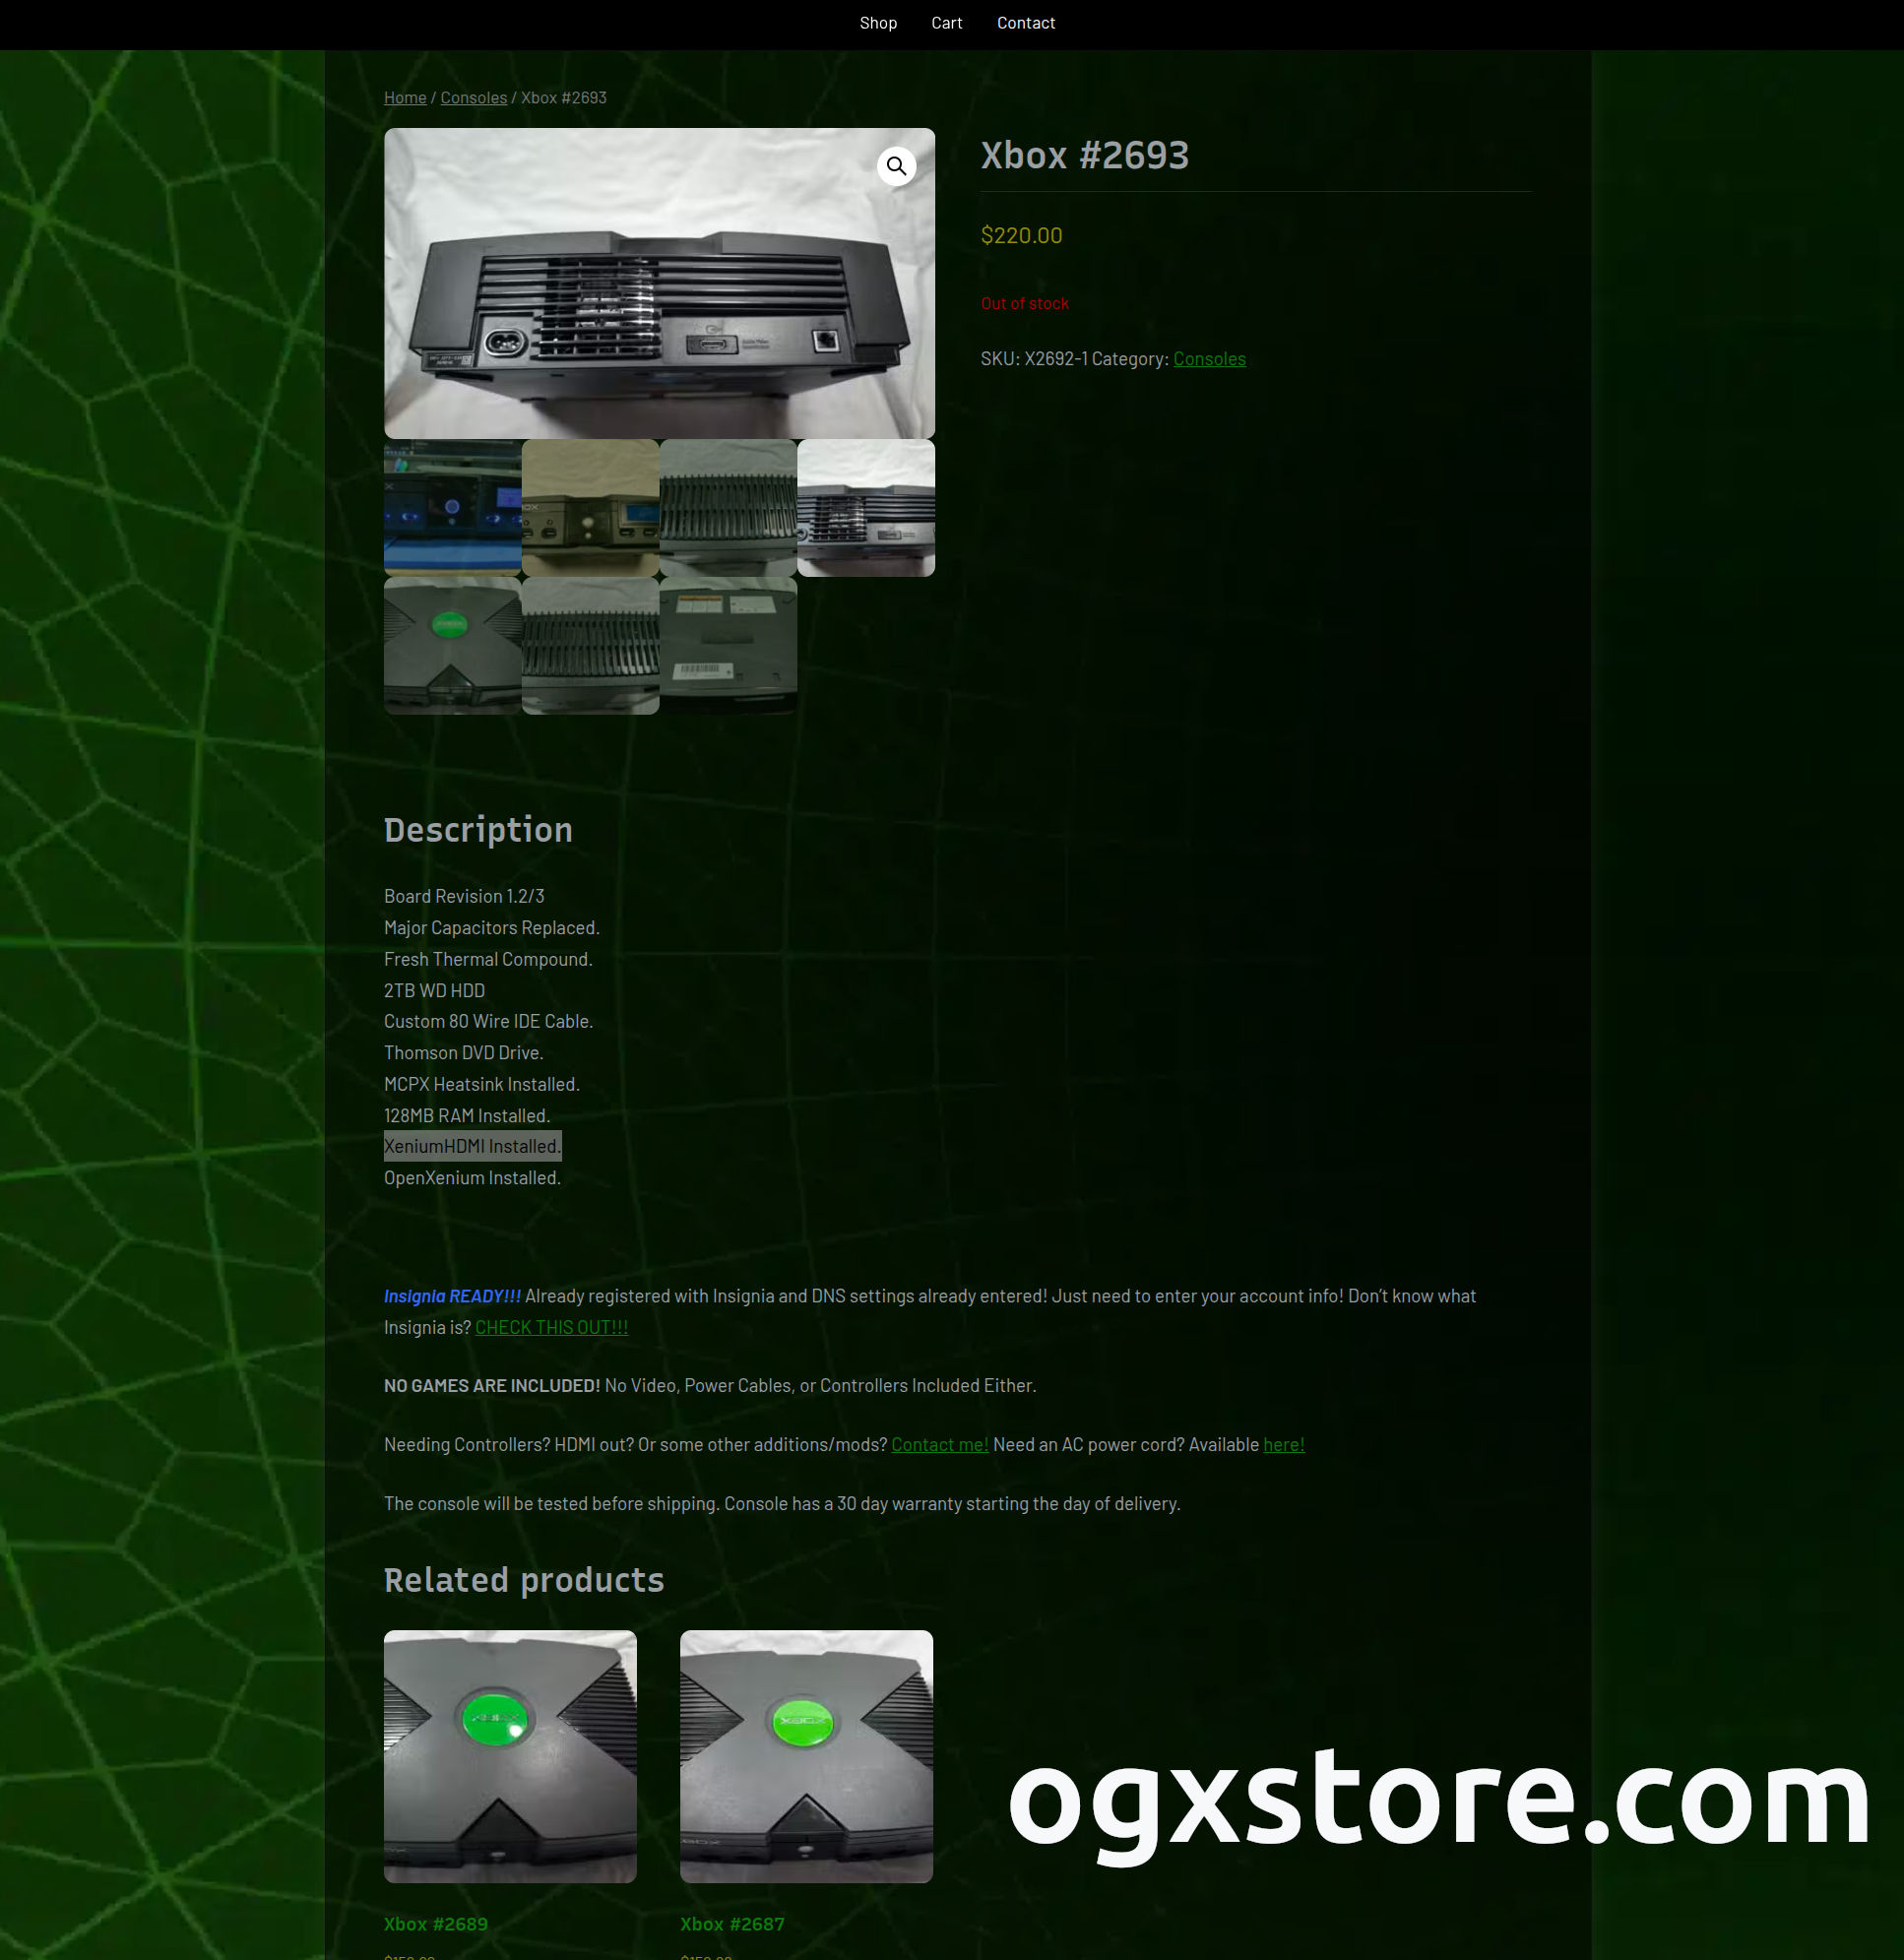 Shop Cart Contact
Home / Consoles / Xbox #2693
Xbox #2693
$220.00
Out of stock
SKU: X2692-1 Category: Consoles
Description
Board Revision 1.2/3
Major Capacitors Replaced.
Fresh Thermal Compound.
2TB WD HDD
Custom 80 Wire IDE Cable.
Thomson DVD Drive.
MCPX Heatsink Installed.
128MB RAM Installed.
XeniumHDMI Installed.
OpenXenium Installed.
Insignia READY!!! Already registered with Insignia and DNS settings already entered! Just need to enter your account info! Don’t know what
Insignia is? CHECK THIS OUT!!!
NO GAMES ARE INCLUDED! No Video, Power Cables, or Controllers Included Either.
Needing Controllers? HDMI out? Or some other additions/mods? Contact me! Need an AC power cord? Available here!
The console will be tested before shipping. Console has a 30 day warranty starting the day of delivery.
Related products
XBOX
XBOX
ogxstore.com
Xbox #2689
Xbox #2687